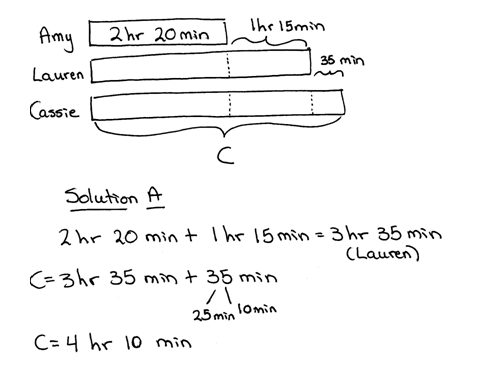 Amy 2 hr 20 min 1 hr 15 min
Lauren 35 min
Cassie
C
Solution A
2 hr 20 min + 1 hr 15 min = 3 hr 35 min
(Lauren)
C = 3 hr 35 min + 35 min
25 min 10 min
C = 4 hr 10 min